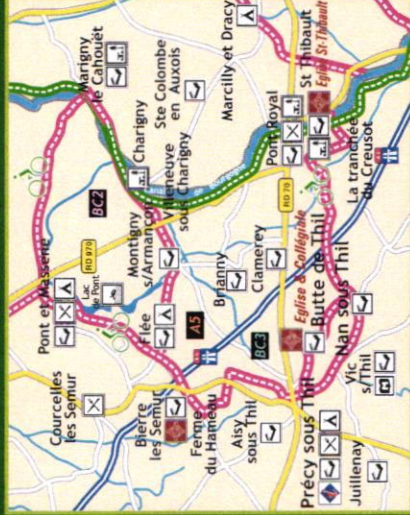 Marigny
le Cahouët
Ste Colombe
en Auxois
Marcilly et Dracy
Charigny
Villeneuve
sous Charigny
Pont Royal
St Thibault
Eglise St-Thibault
La tranchée
du Creusot
BC2
RD 970
RD 70
Pont et Massène
Lac
de Pont
Montigny
s/Armançon
Flée
Brianny
Clamerey
A5
BC3
Eglise & Collégiale
Butte de Thil
Nan sous Thil
Courcelles
les Semur
Bierre
les Semur
Ferme
du Hameau
Aisy
sous Thil
Vic
s/Thil
Précy sous Thil
Juillenay